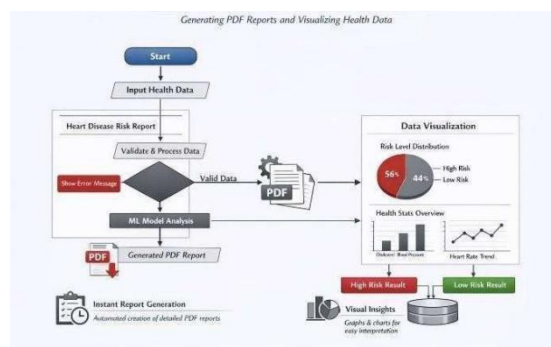 Generating PDF Reports and Visualizing Health Data
Start
Input Health Data
Heart Disease Risk Report
Validate & Process Data
Show Error Message
Valid Data
PDF
ML Model Analysis
PDF
Generated PDF Report
Instant Report Generation
Automated creation of detailed PDF reports
Data Visualization
Risk Level Distribution
56%
44%
High Risk
Low Risk
Health Stats Overview
Heart Rate Trend
High Risk Result
Low Risk Result
Visual Insights
Graphs & charts for
easy interpretation